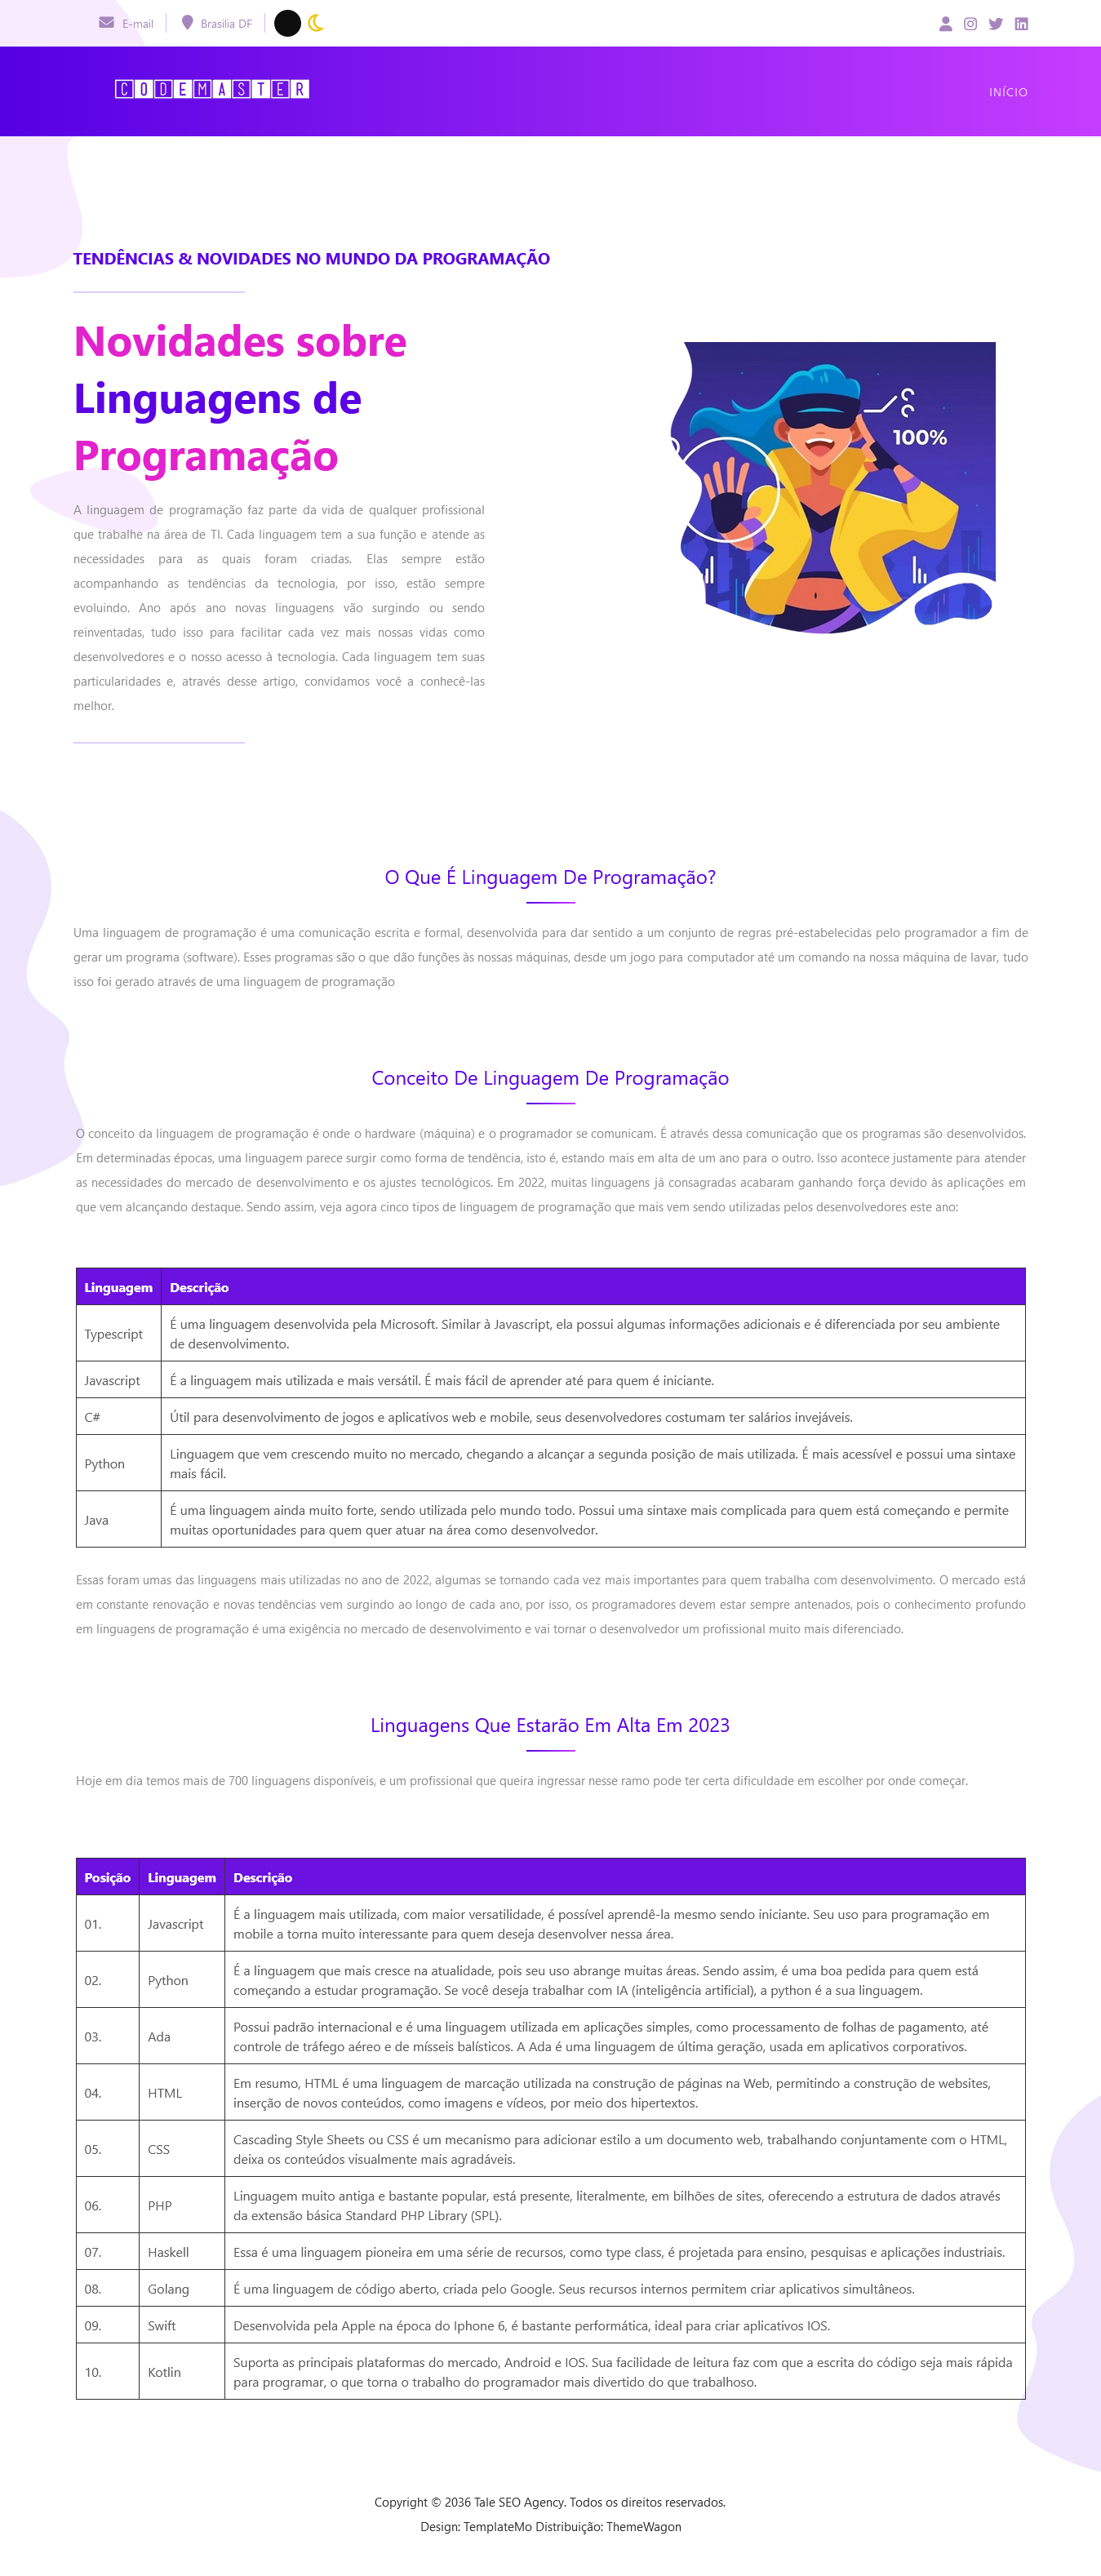 E-mail
Brasilia DF
CODEMASTER
INÍCIO
TENDÊNCIAS & NOVIDADES NO MUNDO DA PROGRAMAÇÃO
Novidades sobre
Linguagens de
Programação
100%
A linguagem de programação faz parte da vida de qualquer profissional
que trabalhe na área de TI. Cada linguagem tem a sua função e atende as
necessidades para as quais foram criadas. Elas sempre estão
acompanhando as tendências da tecnologia, por isso, estão sempre
evoluindo. Ano após ano novas linguagens vão surgindo ou sendo
reinventadas, tudo isso para facilitar cada vez mais nossas vidas como
desenvolvedores e o nosso acesso à tecnologia. Cada linguagem tem suas
particularidades e, através desse artigo, convidamos você a conhecê-las
melhor.
O Que É Linguagem De Programação?
Uma linguagem de programação é uma comunicação escrita e formal, desenvolvida para dar sentido a um conjunto de regras pré-estabelecidas pelo programador a fim de
gerar um programa (software). Esses programas são o que dão funções às nossas máquinas, desde um jogo para computador até um comando na nossa máquina de lavar, tudo
isso foi gerado através de uma linguagem de programação
Conceito De Linguagem De Programação
O conceito da linguagem de programação é onde o hardware (máquina) e o programador se comunicam. É através dessa comunicação que os programas são desenvolvidos.
Em determinadas épocas, uma linguagem parece surgir como forma de tendência, isto é, estando mais em alta de um ano para o outro. Isso acontece justamente para atender
as necessidades do mercado de desenvolvimento e os ajustes tecnológicos. Em 2022, muitas linguagens já consagradas acabaram ganhando força devido às aplicações em
que vem alcançando destaque. Sendo assim, veja agora cinco tipos de linguagem de programação que mais vem sendo utilizadas pelos desenvolvedores este ano:
Linguagem Descrição
Typescript É uma linguagem desenvolvida pela Microsoft. Similar à Javascript, ela possui algumas informações adicionais e é diferenciada por seu ambiente
de desenvolvimento.
Javascript É a linguagem mais utilizada e mais versátil. É mais fácil de aprender até para quem é iniciante.
C# Útil para desenvolvimento de jogos e aplicativos web e mobile, seus desenvolvedores costumam ter salários invejáveis.
Python Linguagem que vem crescendo muito no mercado, chegando a alcançar a segunda posição de mais utilizada. É mais acessível e possui uma sintaxe
mais fácil.
Java É uma linguagem ainda muito forte, sendo utilizada pelo mundo todo. Possui uma sintaxe mais complicada para quem está começando e permite
muitas oportunidades para quem quer atuar na área como desenvolvedor.
Essas foram umas das linguagens mais utilizadas no ano de 2022, algumas se tornando cada vez mais importantes para quem trabalha com desenvolvimento. O mercado está
em constante renovação e novas tendências vem surgindo ao longo de cada ano, por isso, os programadores devem estar sempre antenados, pois o conhecimento profundo
em linguagens de programação é uma exigência no mercado de desenvolvimento e vai tornar o desenvolvedor um profissional muito mais diferenciado.
Linguagens Que Estarão Em Alta Em 2023
Hoje em dia temos mais de 700 linguagens disponíveis, e um profissional que queira ingressar nesse ramo pode ter certa dificuldade em escolher por onde começar.
Posição Linguagem Descrição
01. Javascript É a linguagem mais utilizada, com maior versatilidade, é possível aprendê-la mesmo sendo iniciante. Seu uso para programação em
mobile a torna muito interessante para quem deseja desenvolver nessa área.
02. Python É a linguagem que mais cresce na atualidade, pois seu uso abrange muitas áreas. Sendo assim, é uma boa pedida para quem está
começando a estudar programação. Se você deseja trabalhar com IA (inteligência artificial), a python é a sua linguagem.
03. Ada Possui padrão internacional e é uma linguagem utilizada em aplicações simples, como processamento de folhas de pagamento, até
controle de tráfego aéreo e de mísseis balísticos. A Ada é uma linguagem de última geração, usada em aplicativos corporativos.
04. HTML Em resumo, HTML é uma linguagem de marcação utilizada na construção de páginas na Web, permitindo a construção de websites,
inserção de novos conteúdos, como imagens e vídeos, por meio dos hipertextos.
05. CSS Cascading Style Sheets ou CSS é um mecanismo para adicionar estilo a um documento web, trabalhando conjuntamente com o HTML,
deixa os conteúdos visualmente mais agradáveis.
06. PHP Linguagem muito antiga e bastante popular, está presente, literalmente, em bilhões de sites, oferecendo a estrutura de dados através
da extensão básica Standard PHP Library (SPL).
07. Haskell Essa é uma linguagem pioneira em uma série de recursos, como type class, é projetada para ensino, pesquisas e aplicações industriais.
08. Golang É uma linguagem de código aberto, criada pelo Google. Seus recursos internos permitem criar aplicativos simultâneos.
09. Swift Desenvolvida pela Apple na época do Iphone 6, é bastante performática, ideal para criar aplicativos IOS.
10. Kotlin Suporta as principais plataformas do mercado, Android e IOS. Sua facilidade de leitura faz com que a escrita do código seja mais rápida
para programar, o que torna o trabalho do programador mais divertido do que trabalhoso.
Copyright © 2036 Tale SEO Agency. Todos os direitos reservados.
Design: TemplateMo Distribuição: ThemeWagon